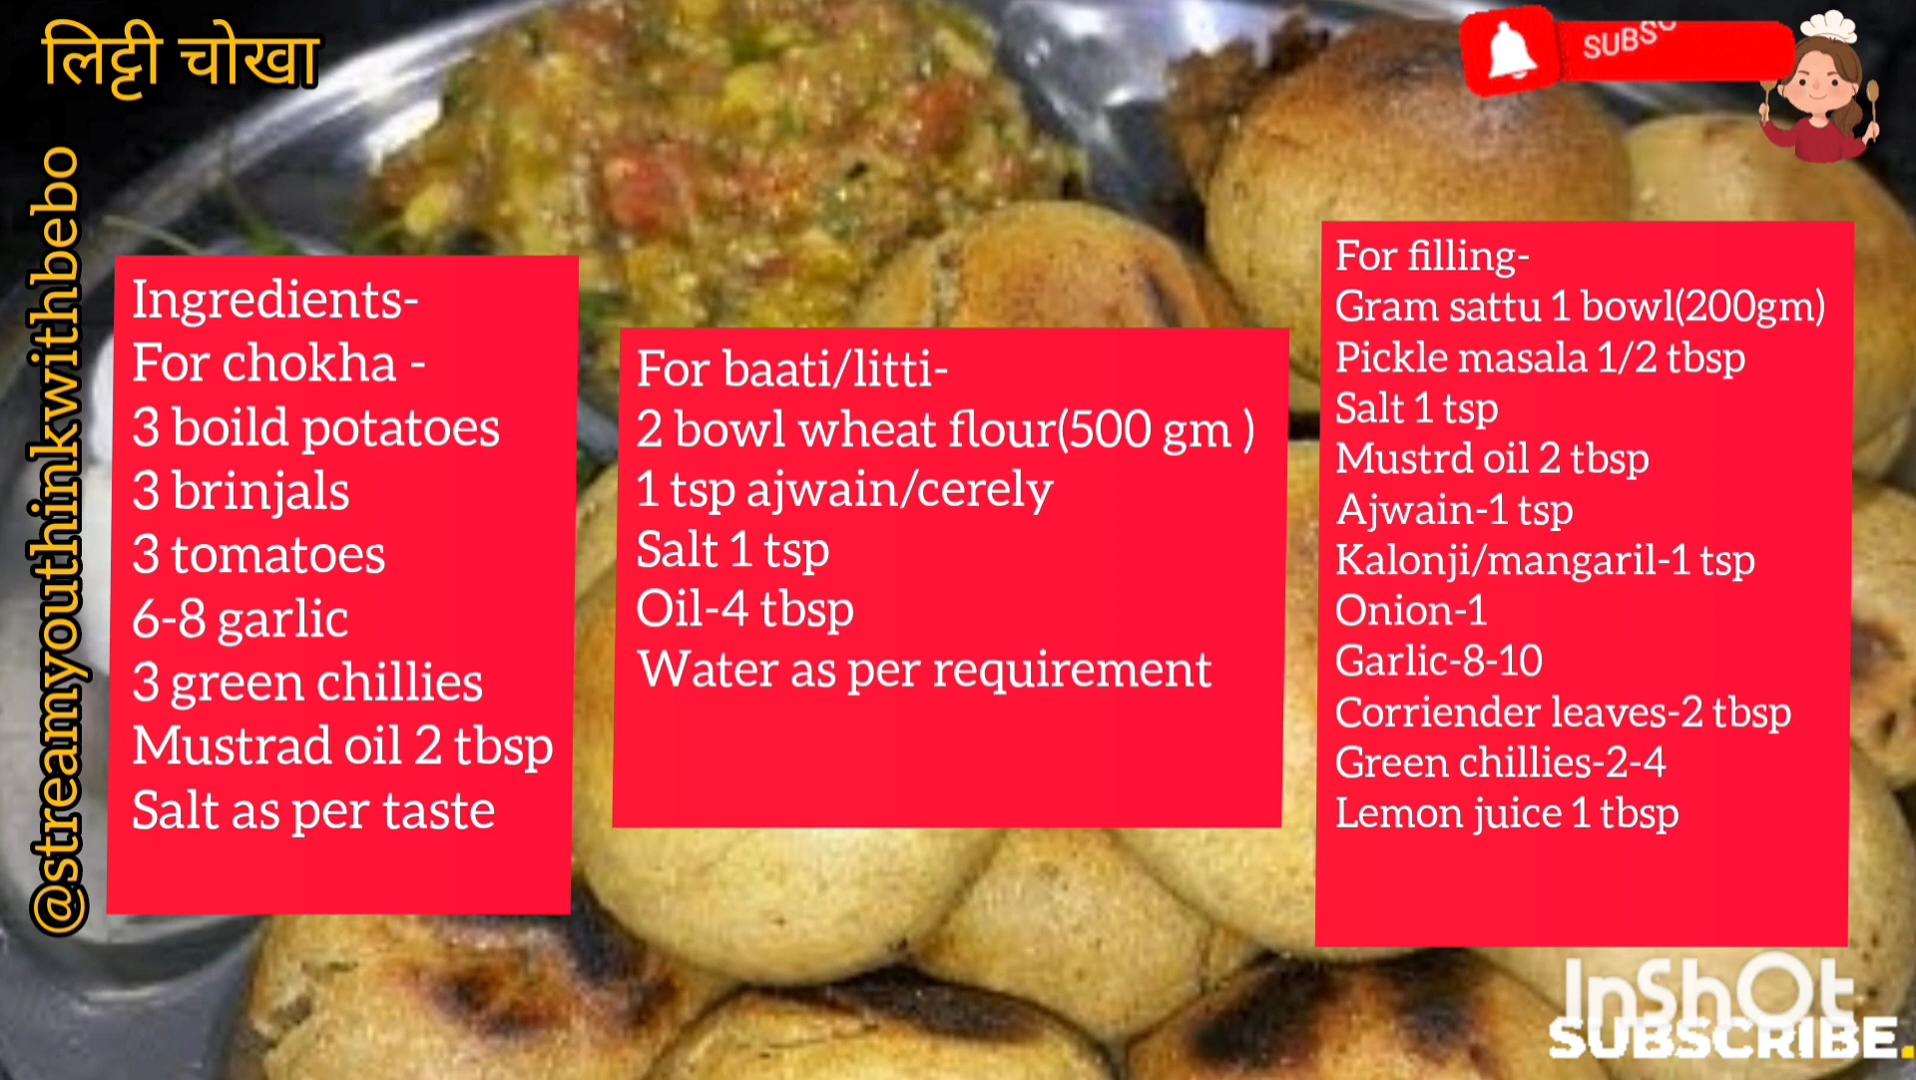 लिट्टी चोखा
@streamyouthinkwithbebo
Ingredients-
For chokha -
3 boild potatoes
3 brinjals
3 tomatoes
6-8 garlic
3 green chillies
Mustrad oil 2 tbsp
Salt as per taste
For baati/litti-
2 bowl wheat flour(500 gm )
1 tsp ajwain/cerely
Salt 1 tsp
Oil-4 tbsp
Water as per requirement
SUBSC
For filling-
Gram sattu 1 bowl(200gm)
Pickle masala 1/2 tbsp
Salt 1 tsp
Mustrd oil 2 tbsp
Ajwain-1 tsp
Kalonji/mangaril-1 tsp
Onion-1
Garlic-8-10
Corriender leaves-2 tbsp
Green chillies-2-4
Lemon juice 1 tbsp
InShOt
SUBSCRIBE.